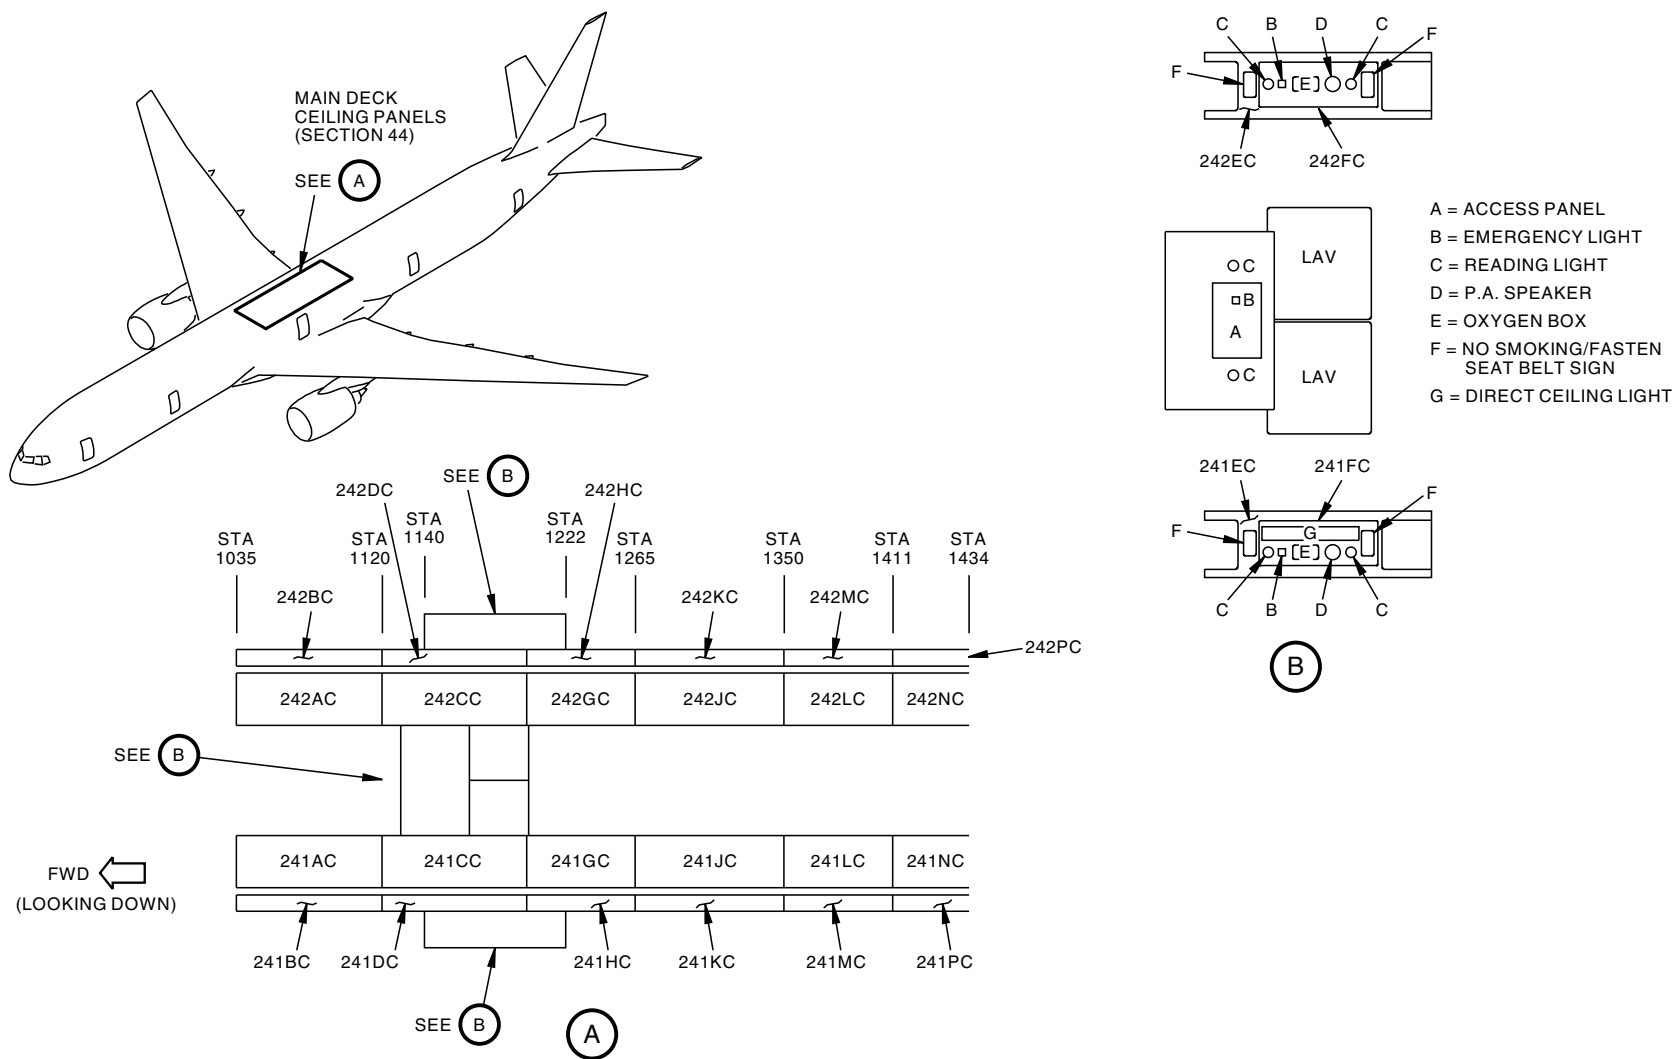 MAIN DECK
CEILING PANELS
(SECTION 44)
SEE A
C
B
D
C
F
F
E
242EC
242FC
LAV
C
B
A
C
LAV
A = ACCESS PANEL
B = EMERGENCY LIGHT
C = READING LIGHT
D = P.A. SPEAKER
E = OXYGEN BOX
F = NO SMOKING/FASTEN
SEAT BELT SIGN
G = DIRECT CEILING LIGHT
241EC
241FC
F
F
G
E
C
B
D
C
B
SEE B
242DC
242HC
STA
1035
STA
1120
STA
1140
STA
1222
STA
1265
STA
1350
STA
1411
STA
1434
242BC
242KC
242MC
242PC
242AC
242CC
242GC
242JC
242LC
242NC
SEE B
241AC
241CC
241GC
241JC
241LC
241NC
FWD
(LOOKING DOWN)
241BC
241DC
241HC
241KC
241MC
241PC
SEE B
A